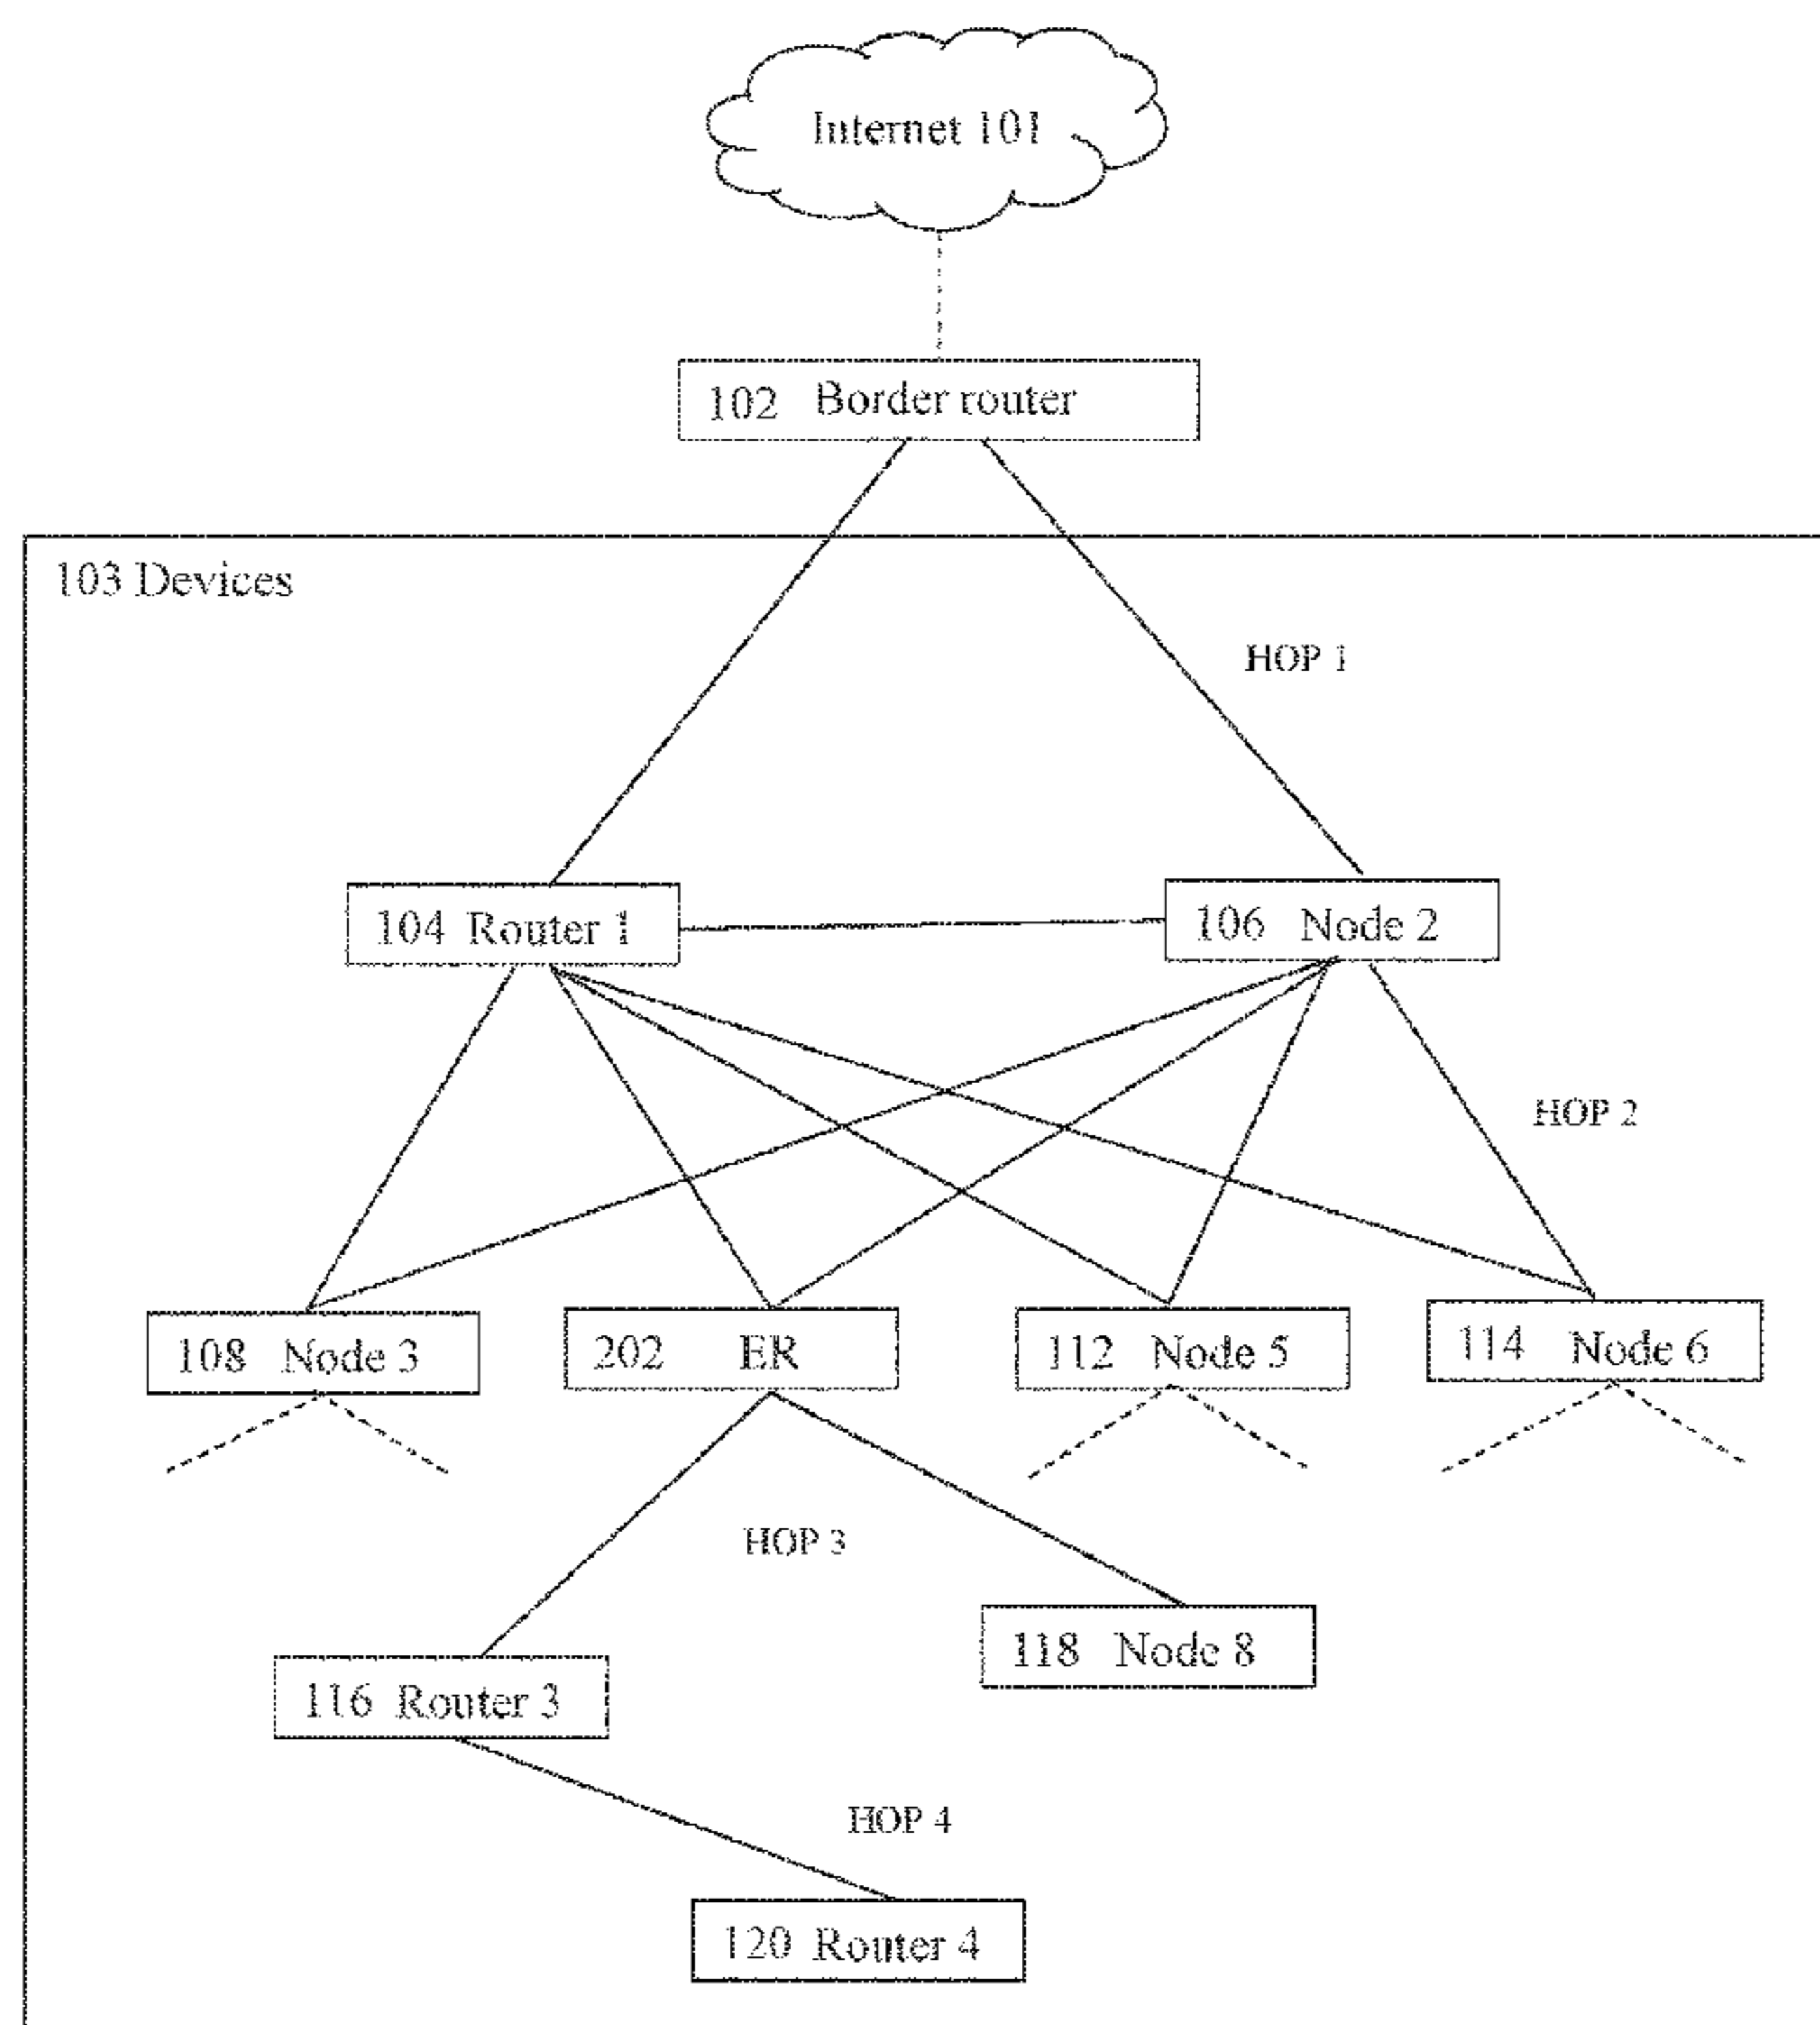 Internet 101
102 Border router
103 Devices
HOP 1
104 Router 1
106 Node 2
HOP 2
108 Node 3
202 ER
112 Node 5
114 Node 6
HOP 3
118 Node 8
116 Router 3
HOP 4
120 Router 4